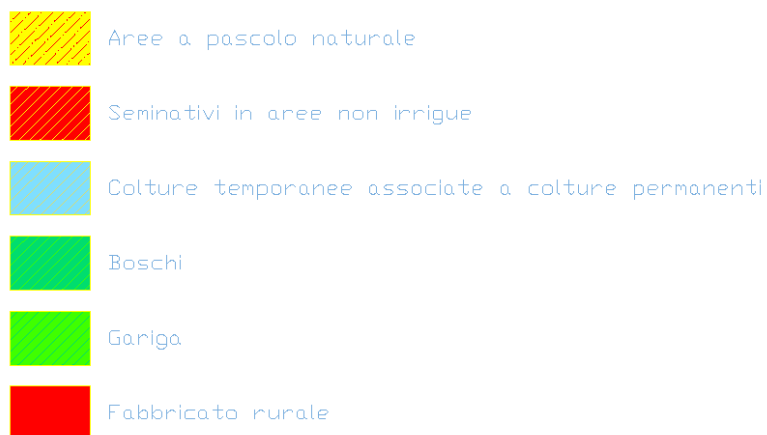 Aree a pascolo naturale
Seminativi in aree non irrigue
Colture temporanee associate a colture permanenti
Boschi
Gariga
Fabbricato rurale